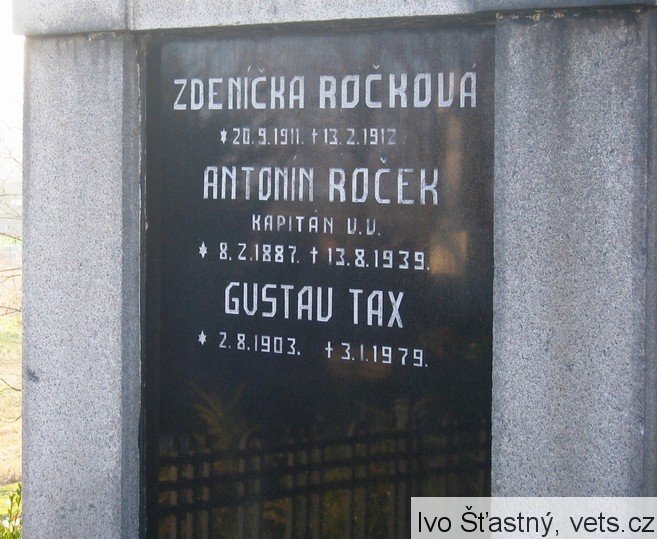 ZDENÍČKA ROČKOVÁ
* 20.9.1911. † 13.2.1912
ANTONÍN ROČEK
KAPITÁN V.V.
* 8.2.1887. † 13.8.1939.
GUSTAV TAX
* 2.8.1903. † 3.1.1979.
Ivo Šťastný, vets.cz